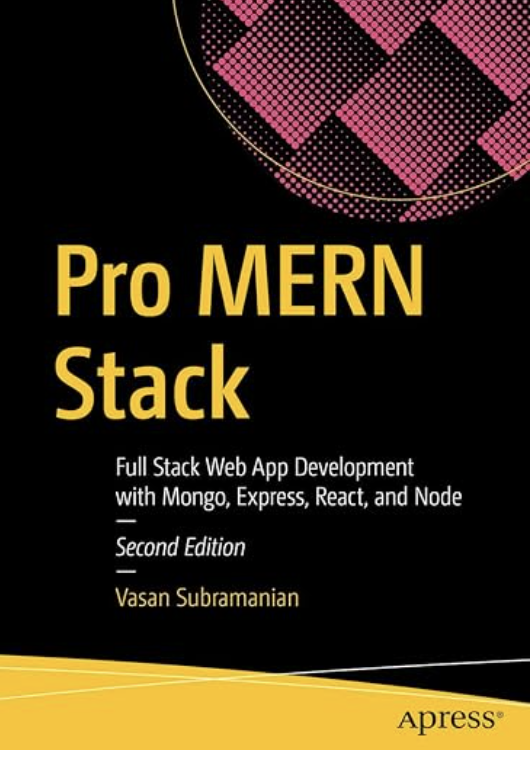 Pro MERN
Stack
Full Stack Web App Development
with Mongo, Express, React, and Node
—
Second Edition
—
Vasan Subramanian
Apress®